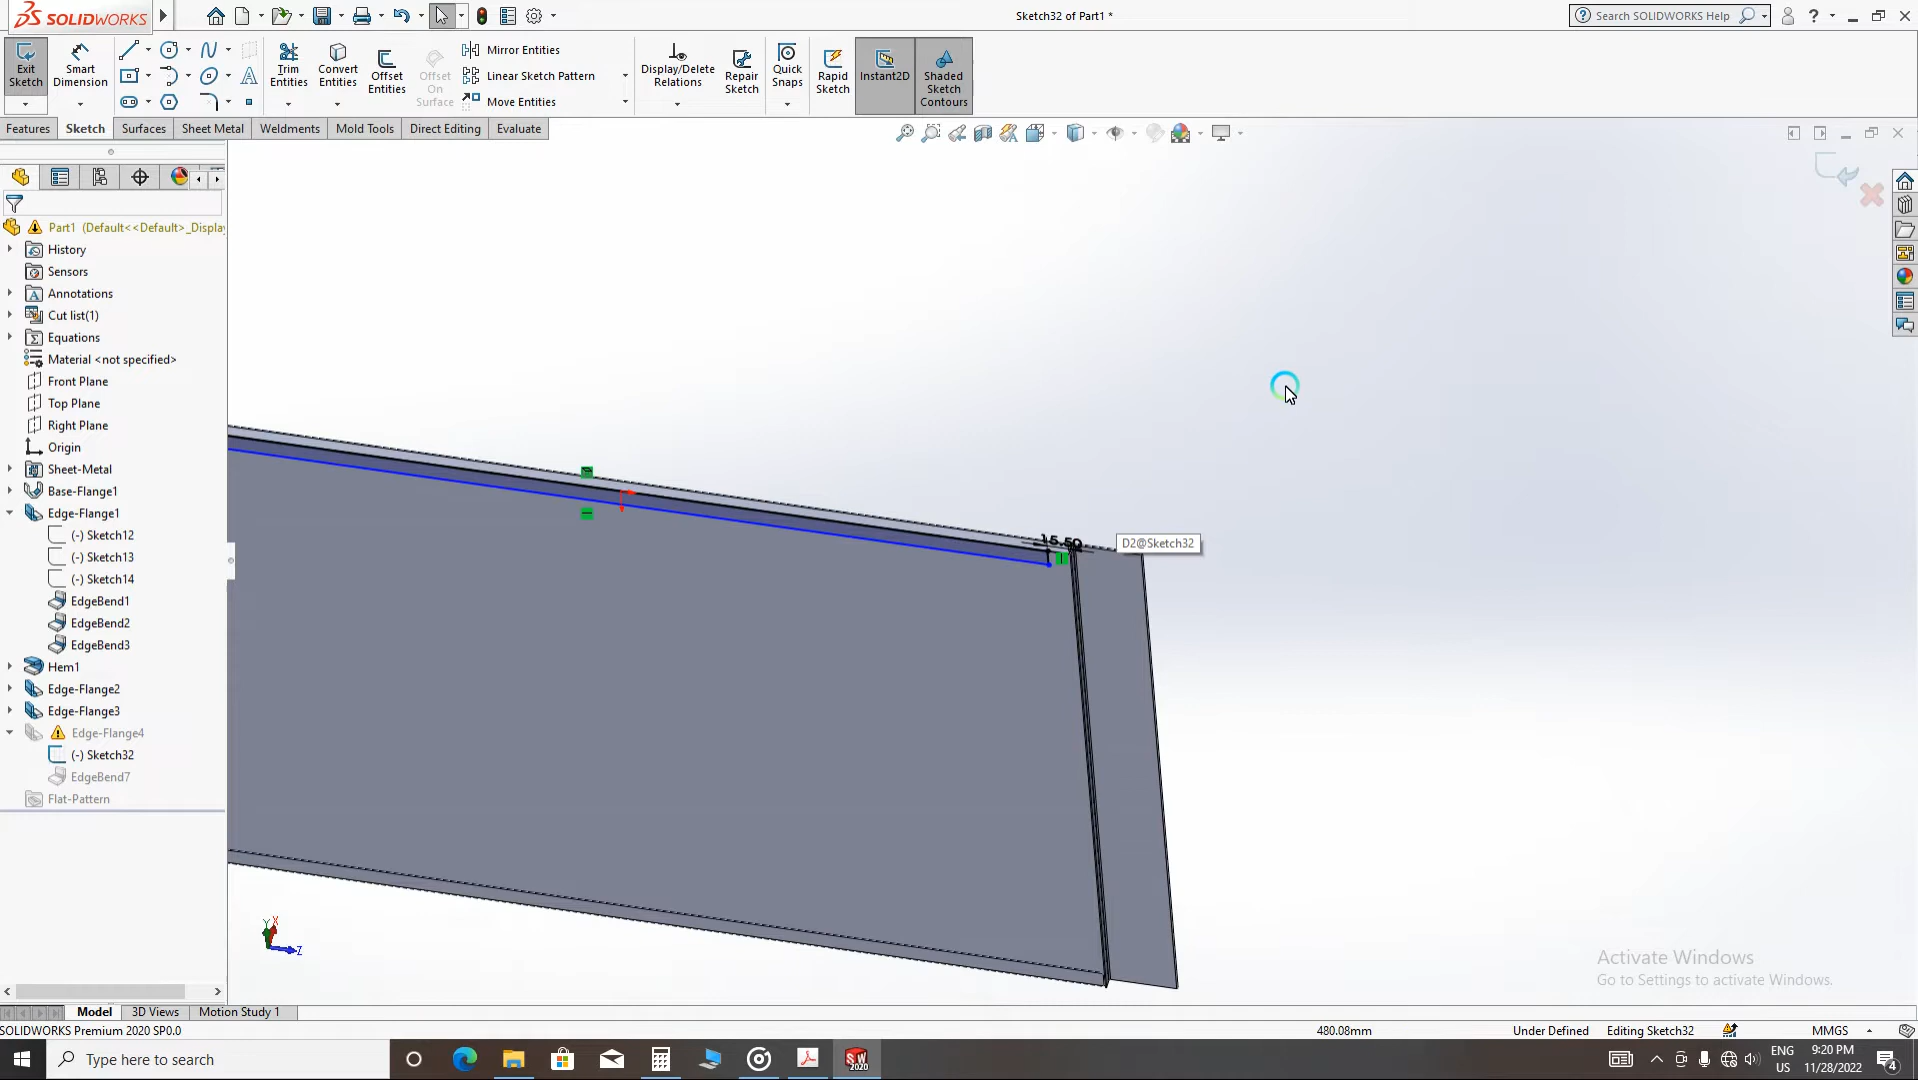 SOLIDWORKS
Sketch32 of Part1 *
Search SOLIDWORKS Help
Exit Sketch
Smart Dimension
Trim Entities
Convert Entities
Offset Entities
Offset On Surface
Mirror Entities
Linear Sketch Pattern
Move Entities
Display/Delete Relations
Repair Sketch
Quick Snaps
Rapid Sketch
Instant2D
Shaded Sketch Contours
Features
Sketch
Surfaces
Sheet Metal
Weldments
Mold Tools
Direct Editing
Evaluate
Part1 (Default<<Default>_Display
History
Sensors
Annotations
Cut list(1)
Equations
Material <not specified>
Front Plane
Top Plane
Right Plane
Origin
Sheet-Metal
Base-Flange1
Edge-Flange1
(-) Sketch12
(-) Sketch13
(-) Sketch14
EdgeBend1
EdgeBend2
EdgeBend3
Hem1
Edge-Flange2
Edge-Flange3
Edge-Flange4
(-) Sketch32
EdgeBend7
Flat-Pattern
15.50
D2@Sketch32
Y X
Z
Activate Windows
Go to Settings to activate Windows.
Model
3D Views
Motion Study 1
SOLIDWORKS Premium 2020 SP0.0
480.08mm
Under Defined
Editing Sketch32
MMGS
Type here to search
SW 2020
ENG
US
9:20 PM
11/28/2022
4